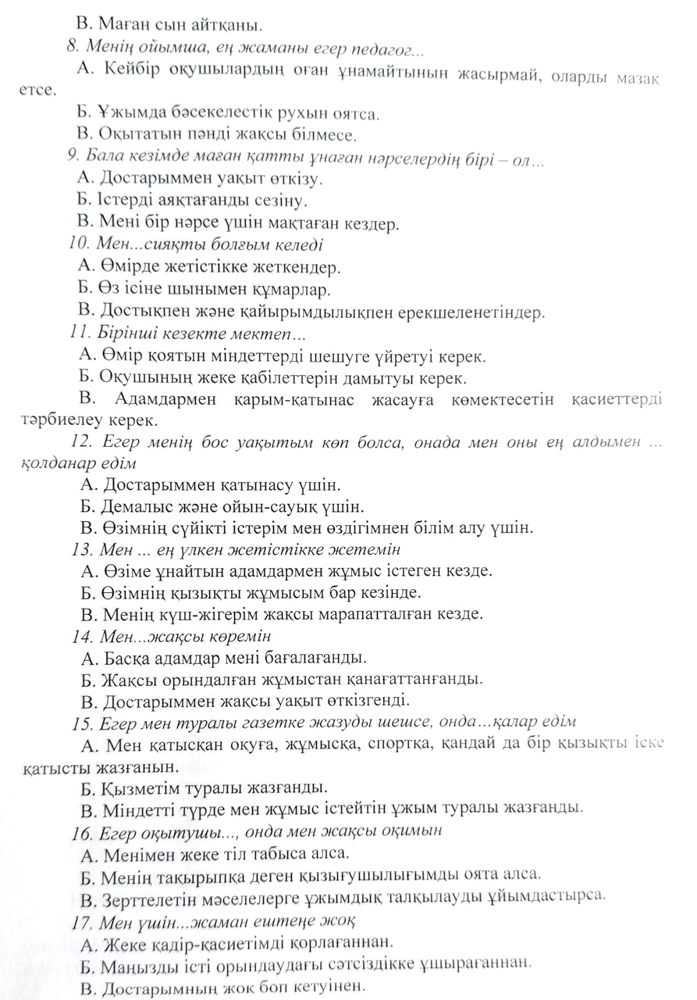 В. Маған сын айтқаны.
8. Менің ойымша, ең жаманы егер педагог...
А. Кейбір оқушылардың оған ұнамайтынын жасырмай, оларды мазақ
етсе.
Б. Ұжымда бәсекелестік рухын оятса.
В. Оқытатын пәнді жақсы білмесе.
9. Бала кезімде маған қатты ұнаған нәрселердің бірі – ол...
А. Достарыммен уақыт өткізу.
Б. Істерді аяқтағанды сезіну.
В. Мені бір нәрсе үшін мақтаған кездер.
10. Мен...сияқты болғым келеді
А. Өмірде жетістікке жеткендер.
Б. Өз ісіне шынымен құмарлар.
В. Достықпен және қайырымдылықпен ерекшеленетіндер.
11. Бірінші кезекте мектеп...
А. Өмір қоятын міндеттерді шешуге үйретуі керек.
Б. Оқушының жеке қабілеттерін дамытуы керек.
В. Адамдармен қарым-қатынас жасауға көмектесетін қасиеттерді
тәрбиелеу керек.
12. Егер менің бос уақытым көп болса, онада мен оны ең алдымен ...
қолданар едім
А. Достарыммен қатынасу үшін.
Б. Демалыс және ойын-сауық үшін.
В. Өзімнің сүйікті істерім мен өздігімнен білім алу үшін.
13. Мен ... ең үлкен жетістікке жетемін
А. Өзіме ұнайтын адамдармен жұмыс істеген кезде.
Б. Өзімнің қызықты жұмысым бар кезінде.
В. Менің күш-жігерім жақсы марапатталған кезде.
14. Мен...жақсы көремін
А. Басқа адамдар мені бағалағанды.
Б. Жақсы орындалған жұмыстан қанағаттанғанды.
В. Достарыммен жақсы уақыт өткізгенді.
15. Егер мен туралы газетке жазуды шешсе, онда...қалар едім
А. Мен қатысқан оқуға, жұмысқа, спортқа, қандай да бір қызықты іске
қатысты жазғанын.
Б. Қызметім туралы жазғанды.
В. Міндетті түрде мен жұмыс істейтін ұжым туралы жазғанды.
16. Егер оқытушы..., онда мен жақсы оқимын
А. Менімен жеке тіл табыса алса.
Б. Менің тақырыпқа деген қызығушылығымды оята алса.
В. Зерттелетін мәселелерге ұжымдық талқылауды ұйымдастырса.
17. Мен үшін...жаман ештеңе жоқ
А. Жеке қадір-қасиетімді қорлағаннан.
Б. Маңызды істі орындаудағы сәтсіздікке ұшырағаннан.
В. Достарымның жоқ боп кетуінен.